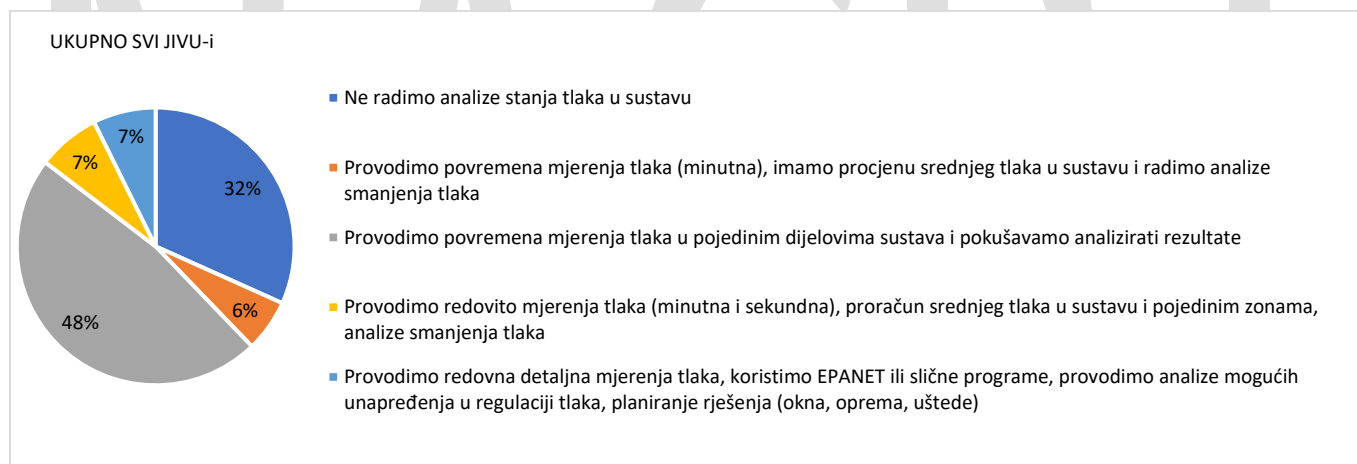 UKUPNO SVI JIVU-i
Ne radimo analize stanja tlaka u sustavu
Provodimo povremena mjerenja tlaka (minutna), imamo procjenu srednjeg tlaka u sustavu i radimo analize
smanjenja tlaka
Provodimo povremena mjerenja tlaka u pojedinim dijelovima sustava i pokušavamo analizirati rezultate
Provodimo redovito mjerenja tlaka (minutna i sekundna), proračun srednjeg tlaka u sustavu i pojedinim zonama,
analize smanjenja tlaka
Provodimo redovna detaljna mjerenja tlaka, koristimo EPANET ili slične programe, provodimo analize mogućih
unapređenja u regulaciji tlaka, planiranje rješenja (okna, oprema, uštede)
7%
7%
32%
6%
48%